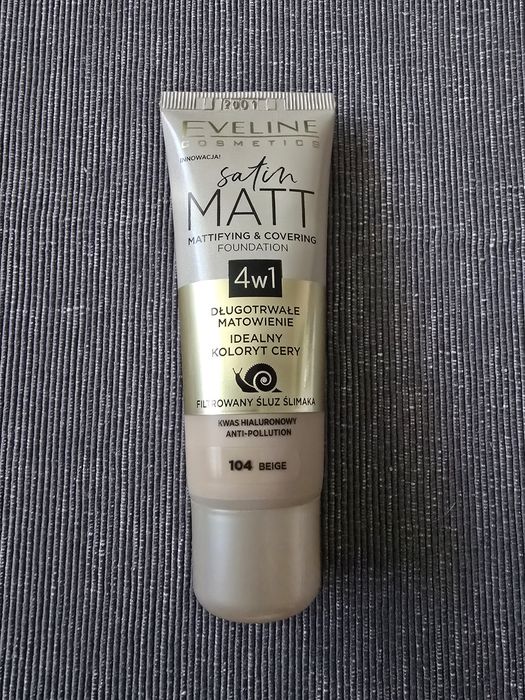 2901
EVELINE
COSMETICS
INNOWACJA!
satin
MATT
MATTIFYING & COVERING
FOUNDATION
4w1
DŁUGOTRWAŁE
MATOWIENIE
IDEALNY
KOLORYT CERY
FILTROWANY ŚLUZ ŚLIMAKA
KWAS HIALURONOWY
ANTI-POLLUTION
104 BEIGE